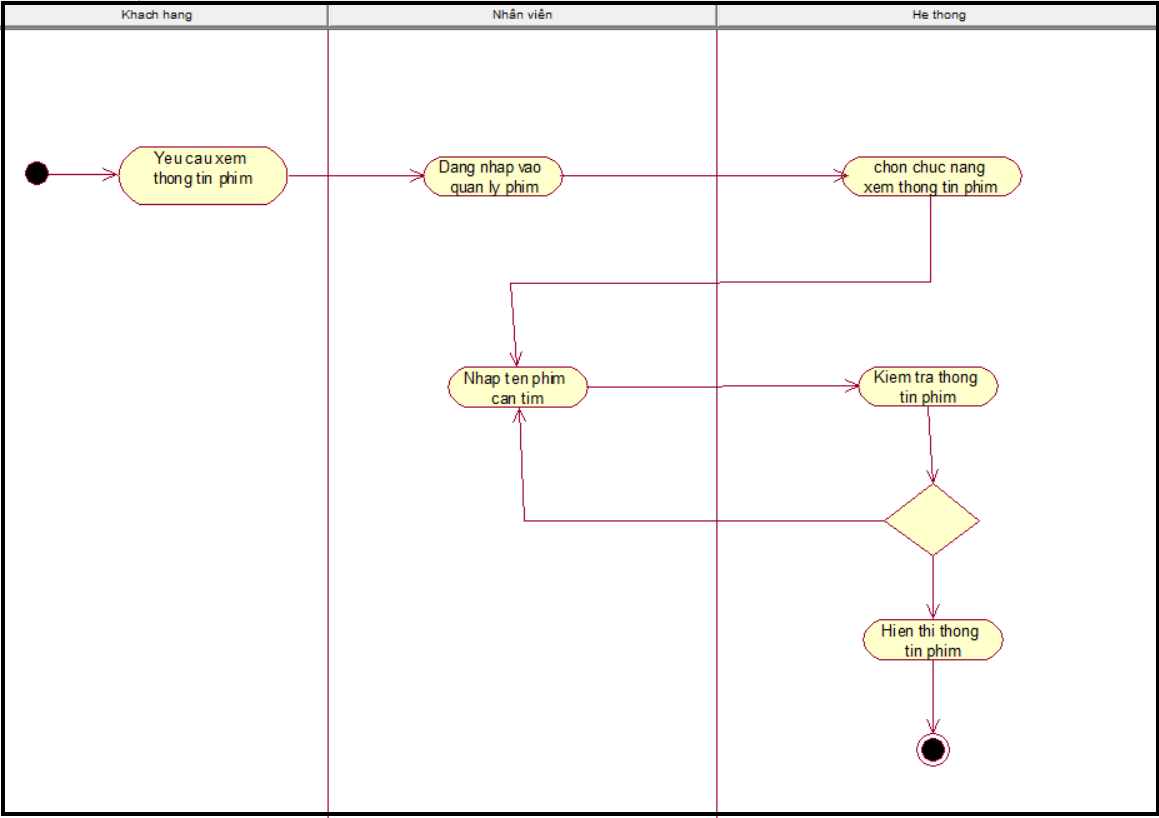 Khach hang
Nhân viên
He thong
Yeu cau xem
thong tin phim
Dang nhap vao
quan ly phim
chon chuc nang
xem thong tin phim
Nhap ten phim
can tim
Kiem tra thong
tin phim
Hien thi thong
tin phim